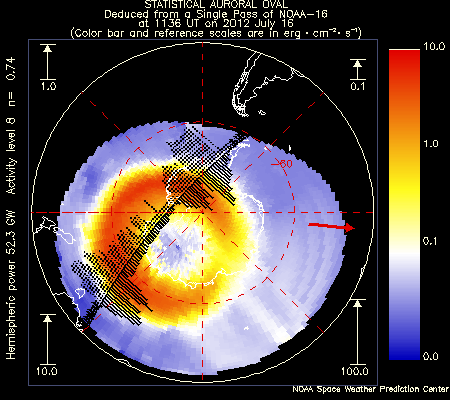 STATISTICAL AURORAL OVAL
Deduced from a Single Pass of NOAA-16
at 1136 UT on 2012 July 16
(Color bar and reference scales are in erg · cm⁻² · s⁻¹)
Hemispheric power 52.3 GW Activity level 8 n= 0.74
1.0
0.1
10.0
100.0
-60
10.0
1.0
0.1
0.0
NOAA Space Weather Prediction Center